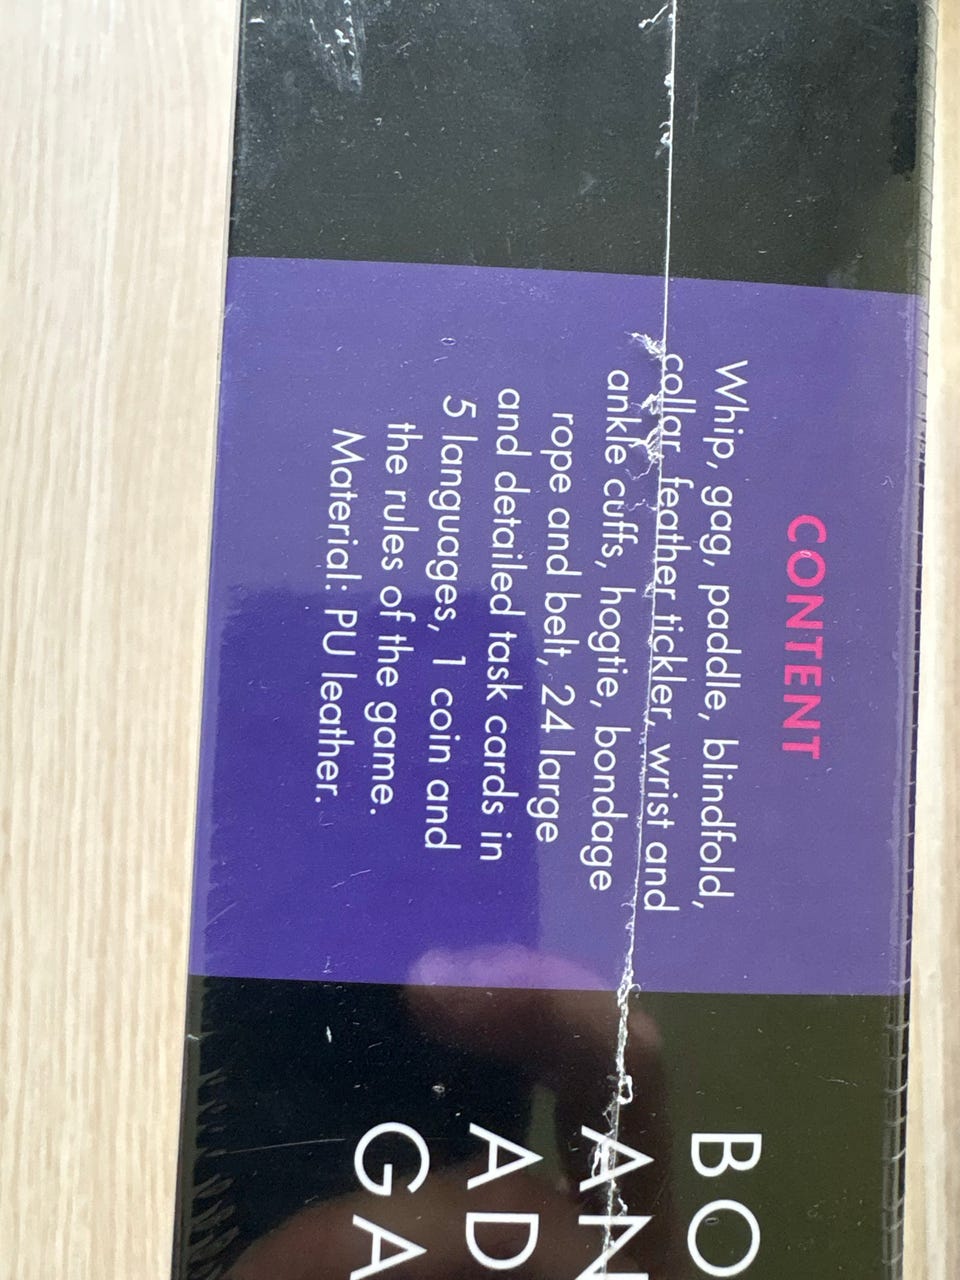 CONTENT
Whip, gag, paddle, blindfold,
collar, feather tickler, wrist and
ankle cuffs, hogtie, bondage
rope and belt, 24 large
and detailed task cards in
5 languages, 1 coin and
the rules of the game.
Material: PU leather.
BO
AN
AD
GA